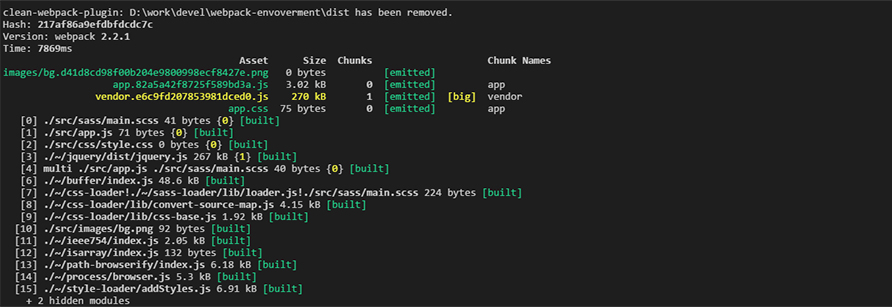 clean-webpack-plugin: D:\work\devel\webpack-envoverment\dist has been removed.
Hash: 217af86a9efdbfdcdc7c
Version: webpack 2.2.1
Time: 7869ms
Asset Size Chunks Chunk Names
images/bg.d41d8cd98f00b204e9800998ecf8427e.png 0 bytes [emitted]
app.82a5a42f8725f589bd3a.js 3.02 kB 0 [emitted] app
vendor.e6c9fd207853981dced0.js 270 kB 1 [emitted] [big] vendor
app.css 75 bytes 0 [emitted] app
[0] ./src/sass/main.scss 41 bytes {0} [built]
[1] ./src/app.js 71 bytes {0} [built]
[2] ./src/css/style.css 0 bytes {0} [built]
[3] ./~/jquery/dist/jquery.js 267 kB {1} [built]
[4] multi ./src/app.js ./src/sass/main.scss 40 bytes {0} [built]
[6] ./~/buffer/index.js 48.6 kB [built]
[7] ./~/css-loader!./~/sass-loader/lib/loader.js!./src/sass/main.scss 224 bytes [built]
[8] ./~/css-loader/lib/convert-source-map.js 4.15 kB [built]
[9] ./~/css-loader/lib/css-base.js 1.92 kB [built]
[10] ./src/images/bg.png 92 bytes [built]
[11] ./~/ieee754/index.js 2.05 kB [built]
[12] ./~/isarray/index.js 132 bytes [built]
[13] ./~/path-browserify/index.js 6.18 kB [built]
[14] ./~/process/browser.js 5.3 kB [built]
[15] ./~/style-loader/addStyles.js 6.91 kB [built]
+ 2 hidden modules